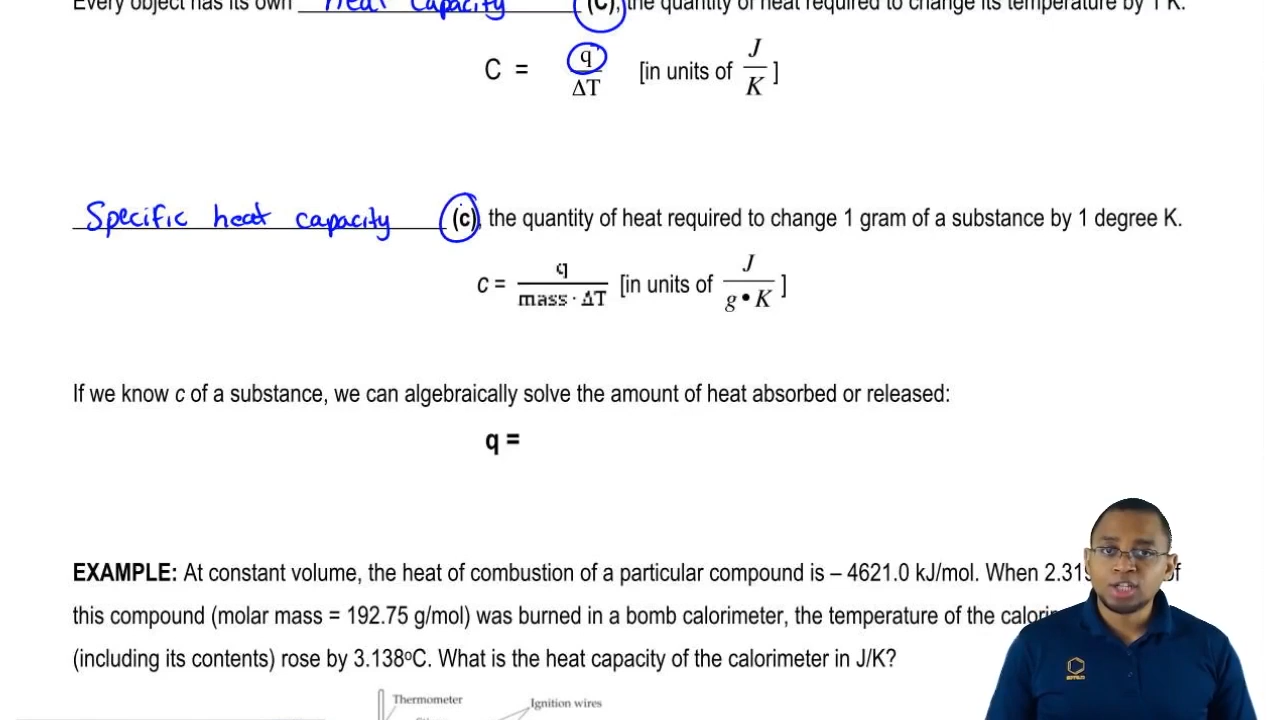 Every object has its own heat capacity (C), the quantity of heat required to change its temperature by 1 K.
C = q / ΔT [in units of J / K ]
Specific heat capacity (c), the quantity of heat required to change 1 gram of a substance by 1 degree K.
c = q / mass · ΔT [in units of J / g • K ]
If we know c of a substance, we can algebraically solve the amount of heat absorbed or released:
q =
EXAMPLE: At constant volume, the heat of combustion of a particular compound is – 4621.0 kJ/mol. When 2.319
this compound (molar mass = 192.75 g/mol) was burned in a bomb calorimeter, the temperature of the
(including its contents) rose by 3.138°C. What is the heat capacity of the calorimeter in J/K?
Thermometer
Ignition wires